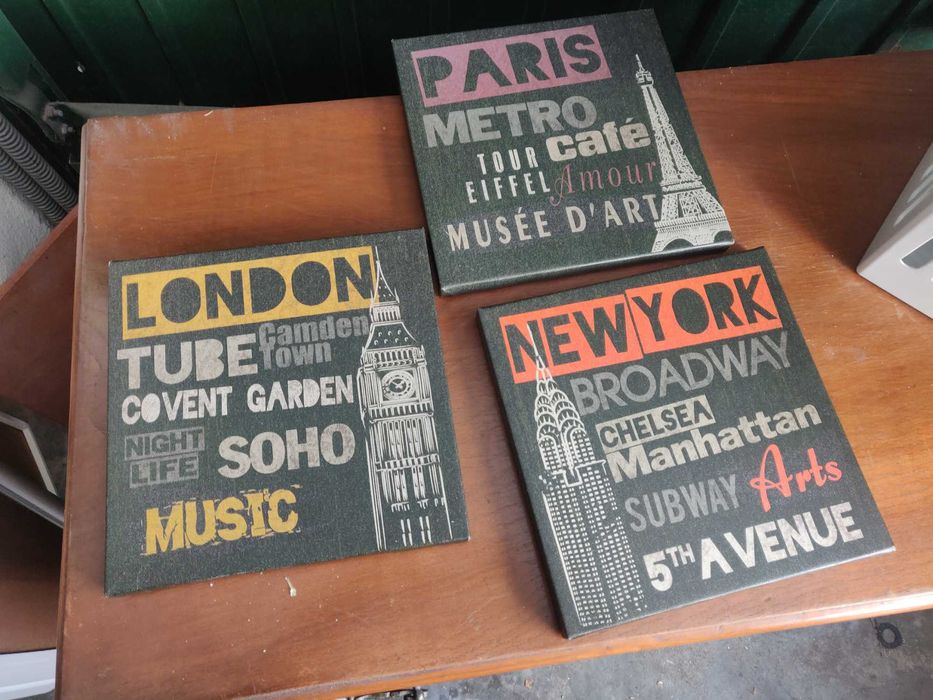 PARIS
METRO
café
TOUR
EIFFEL
Amour
MUSÉE D'ART
LONDON
TUBE
Camden
Town
COVENT GARDEN
NIGHT
LIFE
SOHO
MUSIC
NEW YORK
BROADWAY
CHELSEA
Manhattan
SUBWAY
Arts
5TH AVENUE